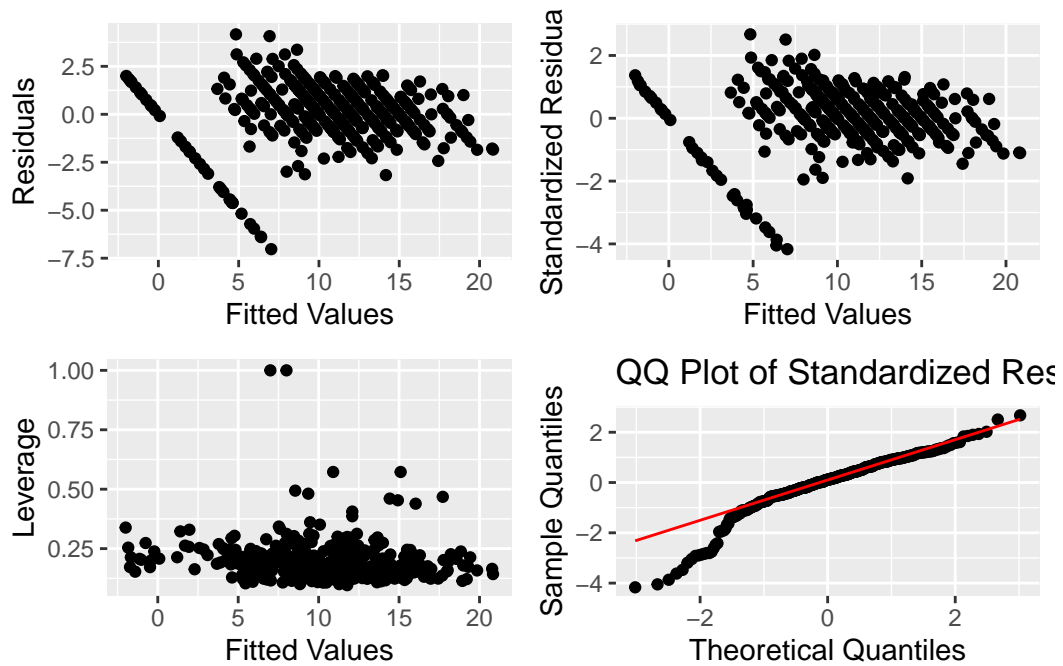 Residuals
2.5
0.0
−2.5
−5.0
−7.5
0 5 10 15 20
Fitted Values
Standardized Residua
2
0
−2
−4
0 5 10 15 20
Fitted Values
Leverage
1.00
0.75
0.50
0.25
0 5 10 15 20
Fitted Values
QQ Plot of Standardized Res
Sample Quantiles
2
0
−2
−4
−2 0 2
Theoretical Quantiles